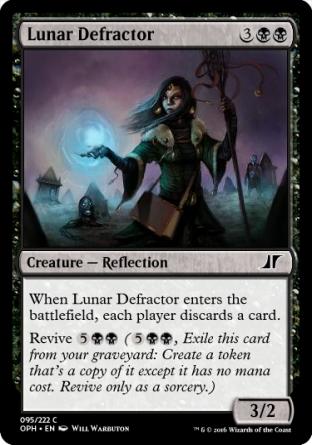 Lunar Defractor 3
Creature — Reflection
When Lunar Defractor enters the
battlefield, each player discards a card.
Revive 5 ( 5 , Exile this card
from your graveyard: Create a token
that's a copy of it except it has no mana
cost. Revive only as a sorcery.)
3/2
095/222 C
OPH • EN Will Warbuton ™ & © 2016 Wizards of the Coast